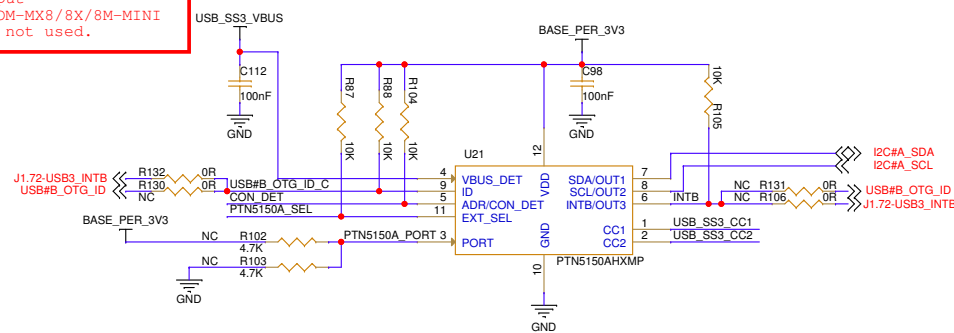 OM-MX8/8X/8M-MINI
not used.
USB_SS3_VBUS
BASE_PER_3V3
C112
100nF
GND
R87
10K
R88
10K
R104
10K
C98
100nF
GND
10K
R105
U21
12
VDD
J1.72-USB3_INTB
R132
0R
USB#B_OTG_ID
R130
0R
NC
USB#B_OTG_ID_C
CON_DET
PTN5150A_SEL
4
VBUS_DET
9
ID
5
ADR/CON_DET
11
EXT_SEL
PTN5150A_PORT 3
PORT
SDA/OUT1
7
SCL/OUT2
8
INTB/OUT3
6
INTB
CC1
1
USB_SS3_CC1
CC2
2
USB_SS3_CC2
GND
10
PTN5150AHXMP
GND
I2C#A_SDA
I2C#A_SCL
NC
R131
0R
USB#B_OTG_ID
NC
R106
0R
J1.72-USB3_INTB
BASE_PER_3V3
NC
R102
4.7K
NC
R103
4.7K
GND